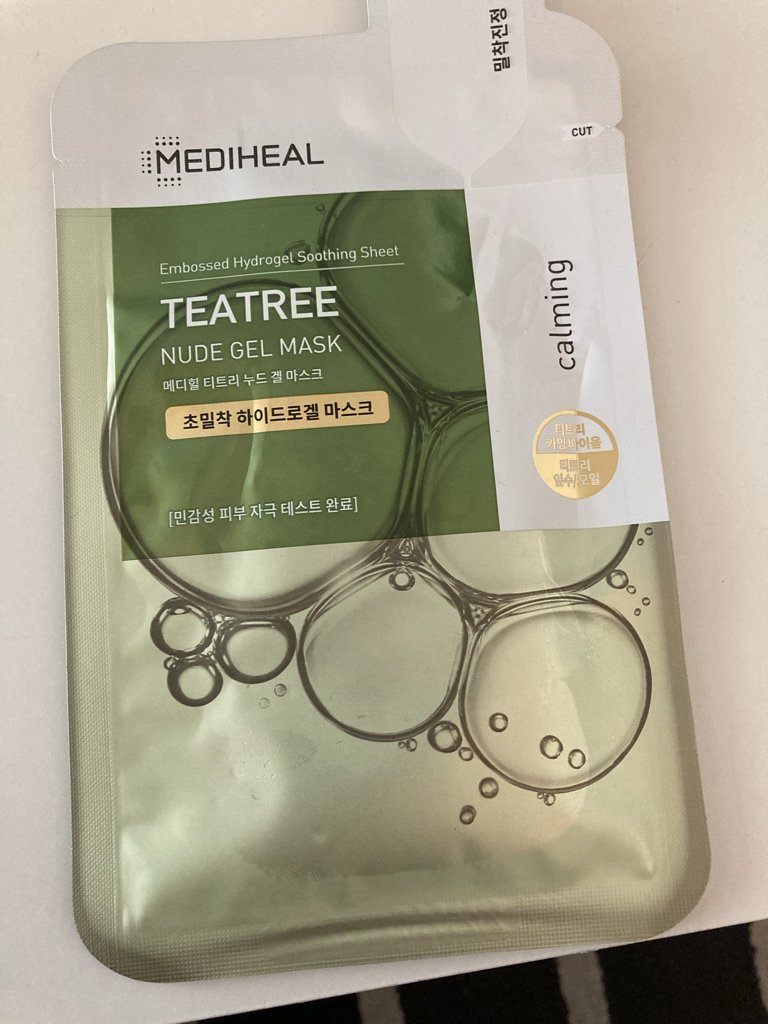 밀착진정
CUT
MEDIHEAL
Embossed Hydrogel Soothing Sheet
TEATREE
NUDE GEL MASK
메디힐 티트리 누드 겔 마스크
초밀착 하이드로겔 마스크
[민감성 피부 자극 테스트 완료]
calming
티트리
카밍바이옴
티트리
잎수/오일